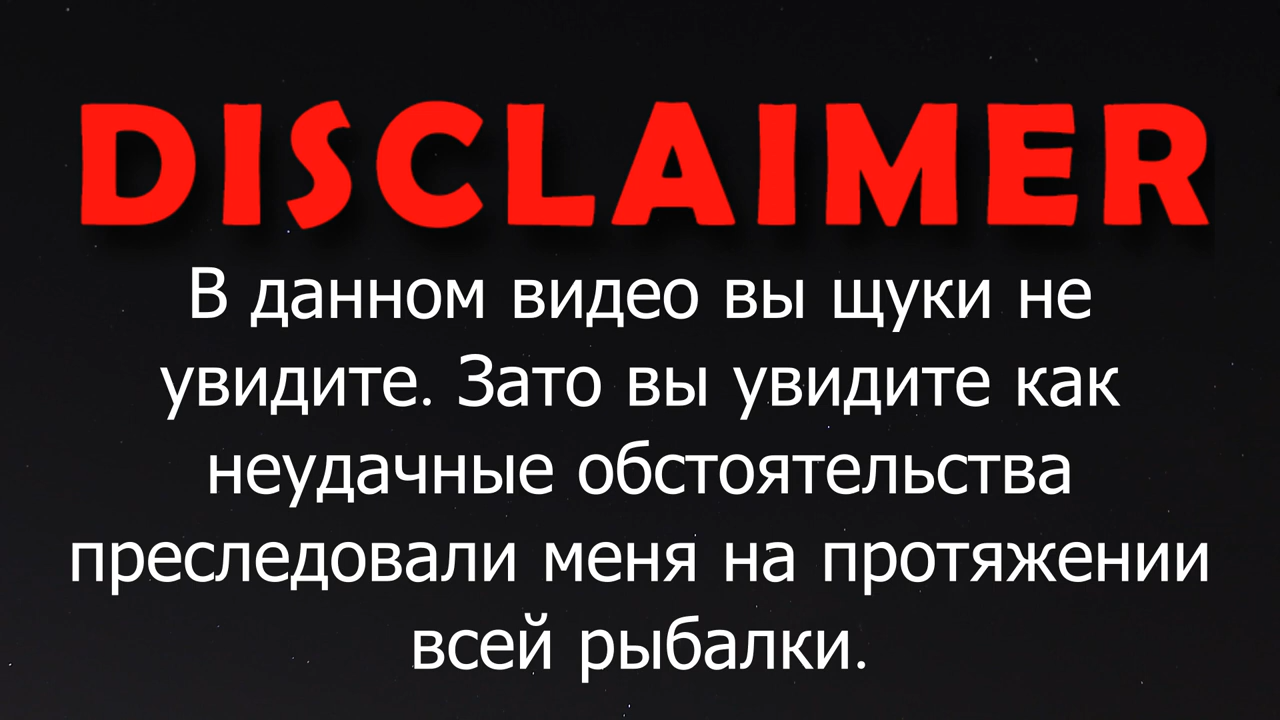 DISCLAIMER
В данном видео вы щуки не
увидите. Зато вы увидите как
неудачные обстоятельства
преследовали меня на протяжении
всей рыбалки.